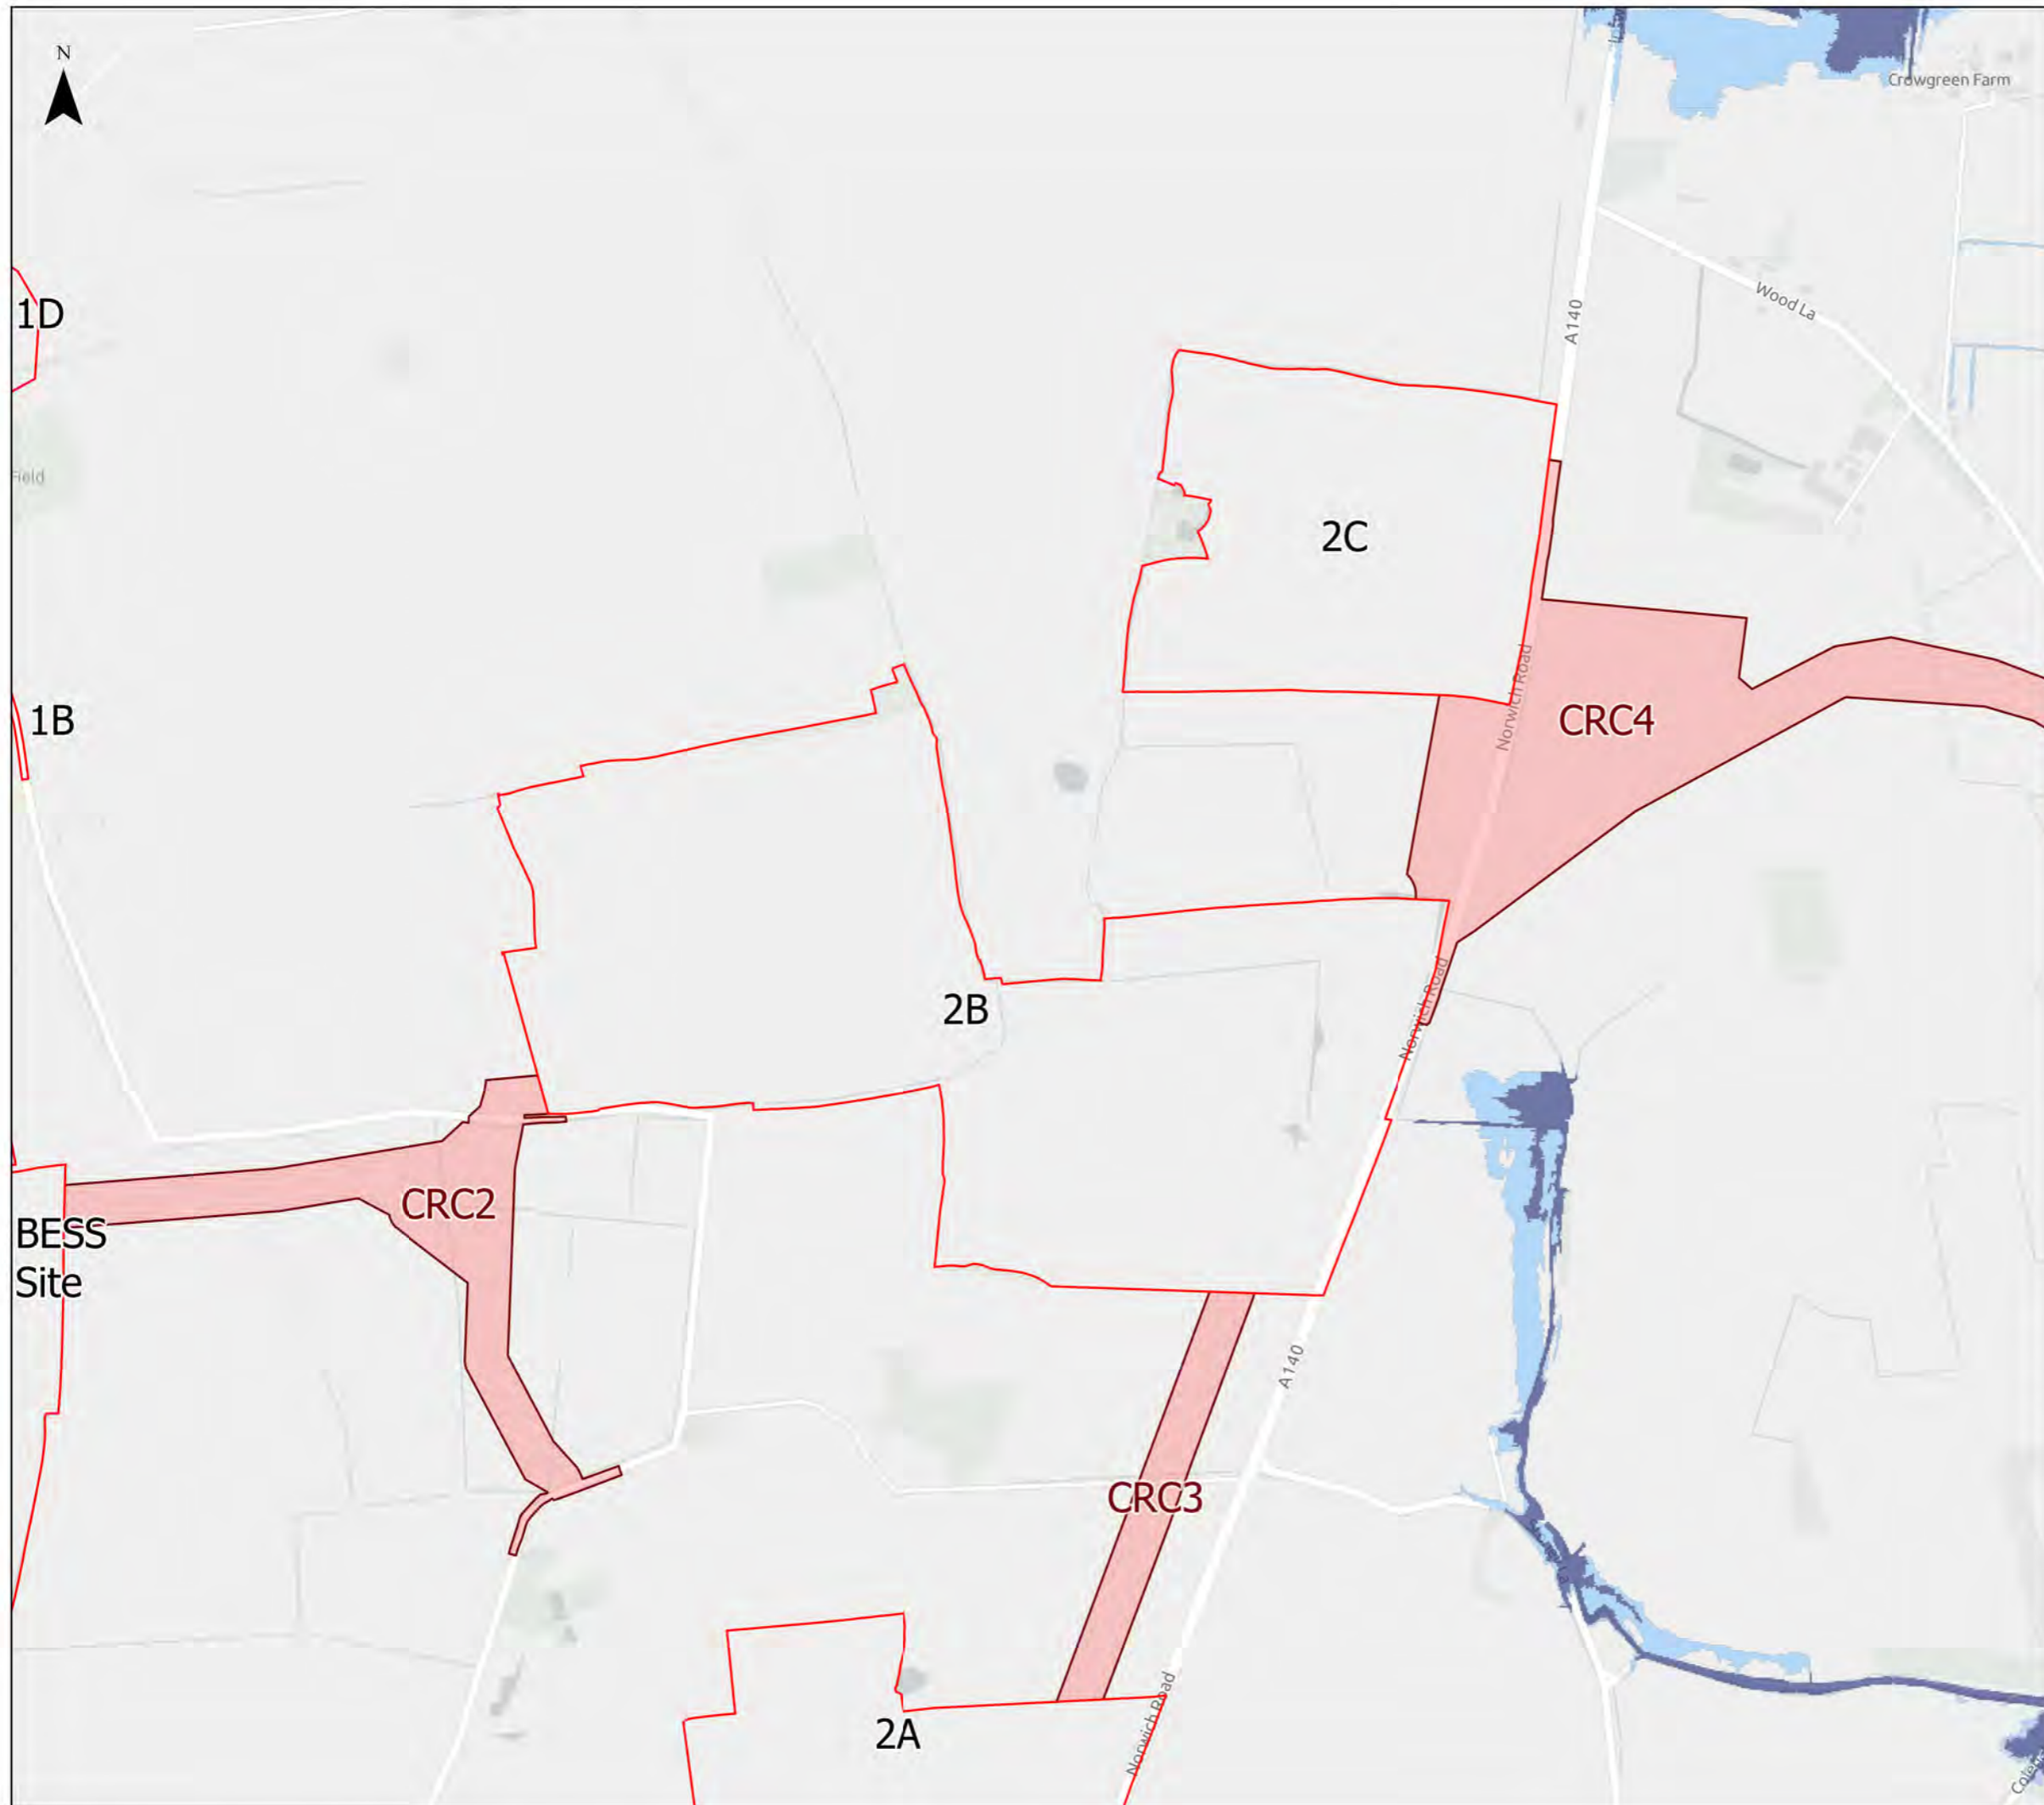 N
Crowgreen Farm
1D
A140
Wood La
Field
2C
1B
Norwich Road
CRC4
2B
Norwich Road
CRC2
BESS
Site
A140
CRC3
Norwich Road
2A